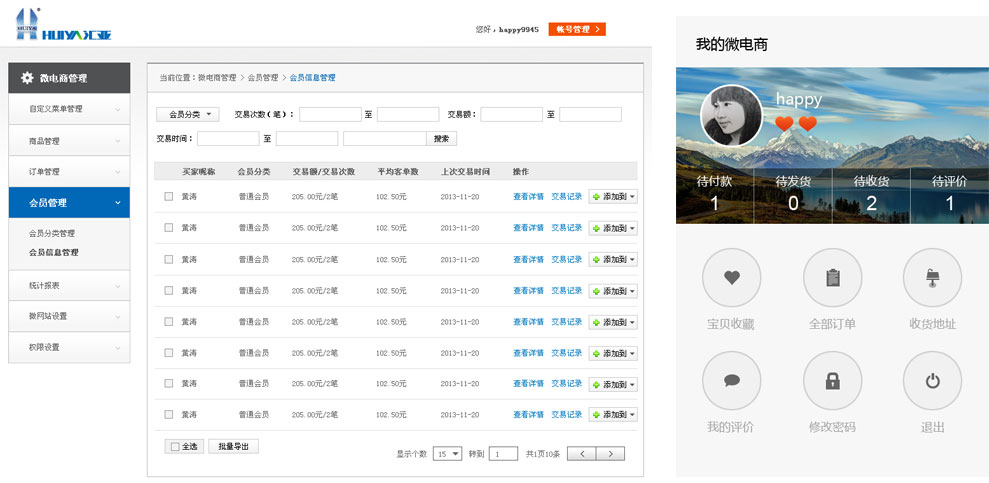 HUIYA
HUIYA汇亚
您好，happy9945 帐号管理 >
微电商管理
自定义菜单管理
商品管理
订单管理
会员管理
会员分类管理
会员信息管理
统计报表
微网站设置
权限设置
当前位置：微电商管理 > 会员管理 > 会员信息管理
会员分类 交易次数（笔）： 至 交易额： 至
交易时间： 至 搜索
买家昵称 会员分类 交易额/交易次数 平均客单数 上次交易时间 操作
黄涛 普通会员 205.00元/2笔 102.50元 2013-11-20 查看详情 交易记录 添加到
黄涛 普通会员 205.00元/2笔 102.50元 2013-11-20 查看详情 交易记录 添加到
黄涛 普通会员 205.00元/2笔 102.50元 2013-11-20 查看详情 交易记录 添加到
黄涛 普通会员 205.00元/2笔 102.50元 2013-11-20 查看详情 交易记录 添加到
黄涛 普通会员 205.00元/2笔 102.50元 2013-11-20 查看详情 交易记录 添加到
黄涛 普通会员 205.00元/2笔 102.50元 2013-11-20 查看详情 交易记录 添加到
黄涛 普通会员 205.00元/2笔 102.50元 2013-11-20 查看详情 交易记录 添加到
黄涛 普通会员 205.00元/2笔 102.50元 2013-11-20 查看详情 交易记录 添加到
全选 批量导出
显示个数 15 转到 1 共1页10条 < >
我的微电商
happy
待付款 待发货 待收货 待评价
1 0 2 1
宝贝收藏 全部订单 收货地址
我的评价 修改密码 退出